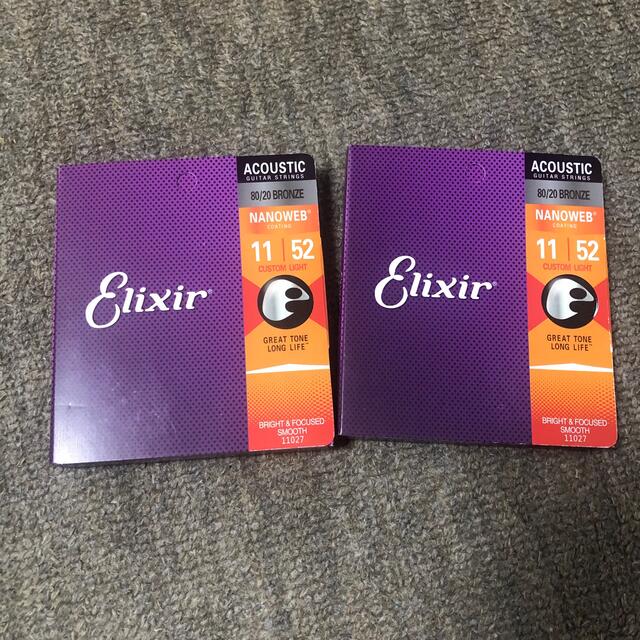 Elixir®
ACOUSTIC
GUITAR STRINGS
80/20 BRONZE
NANOWEB®
COATING
11 | 52
CUSTOM LIGHT
GREAT TONE
LONG LIFE™
BRIGHT & FOCUSED
SMOOTH
11027
Elixir®
ACOUSTIC
GUITAR STRINGS
80/20 BRONZE
NANOWEB®
COATING
11 | 52
CUSTOM LIGHT
GREAT TONE
LONG LIFE™
BRIGHT & FOCUSED
SMOOTH
11027